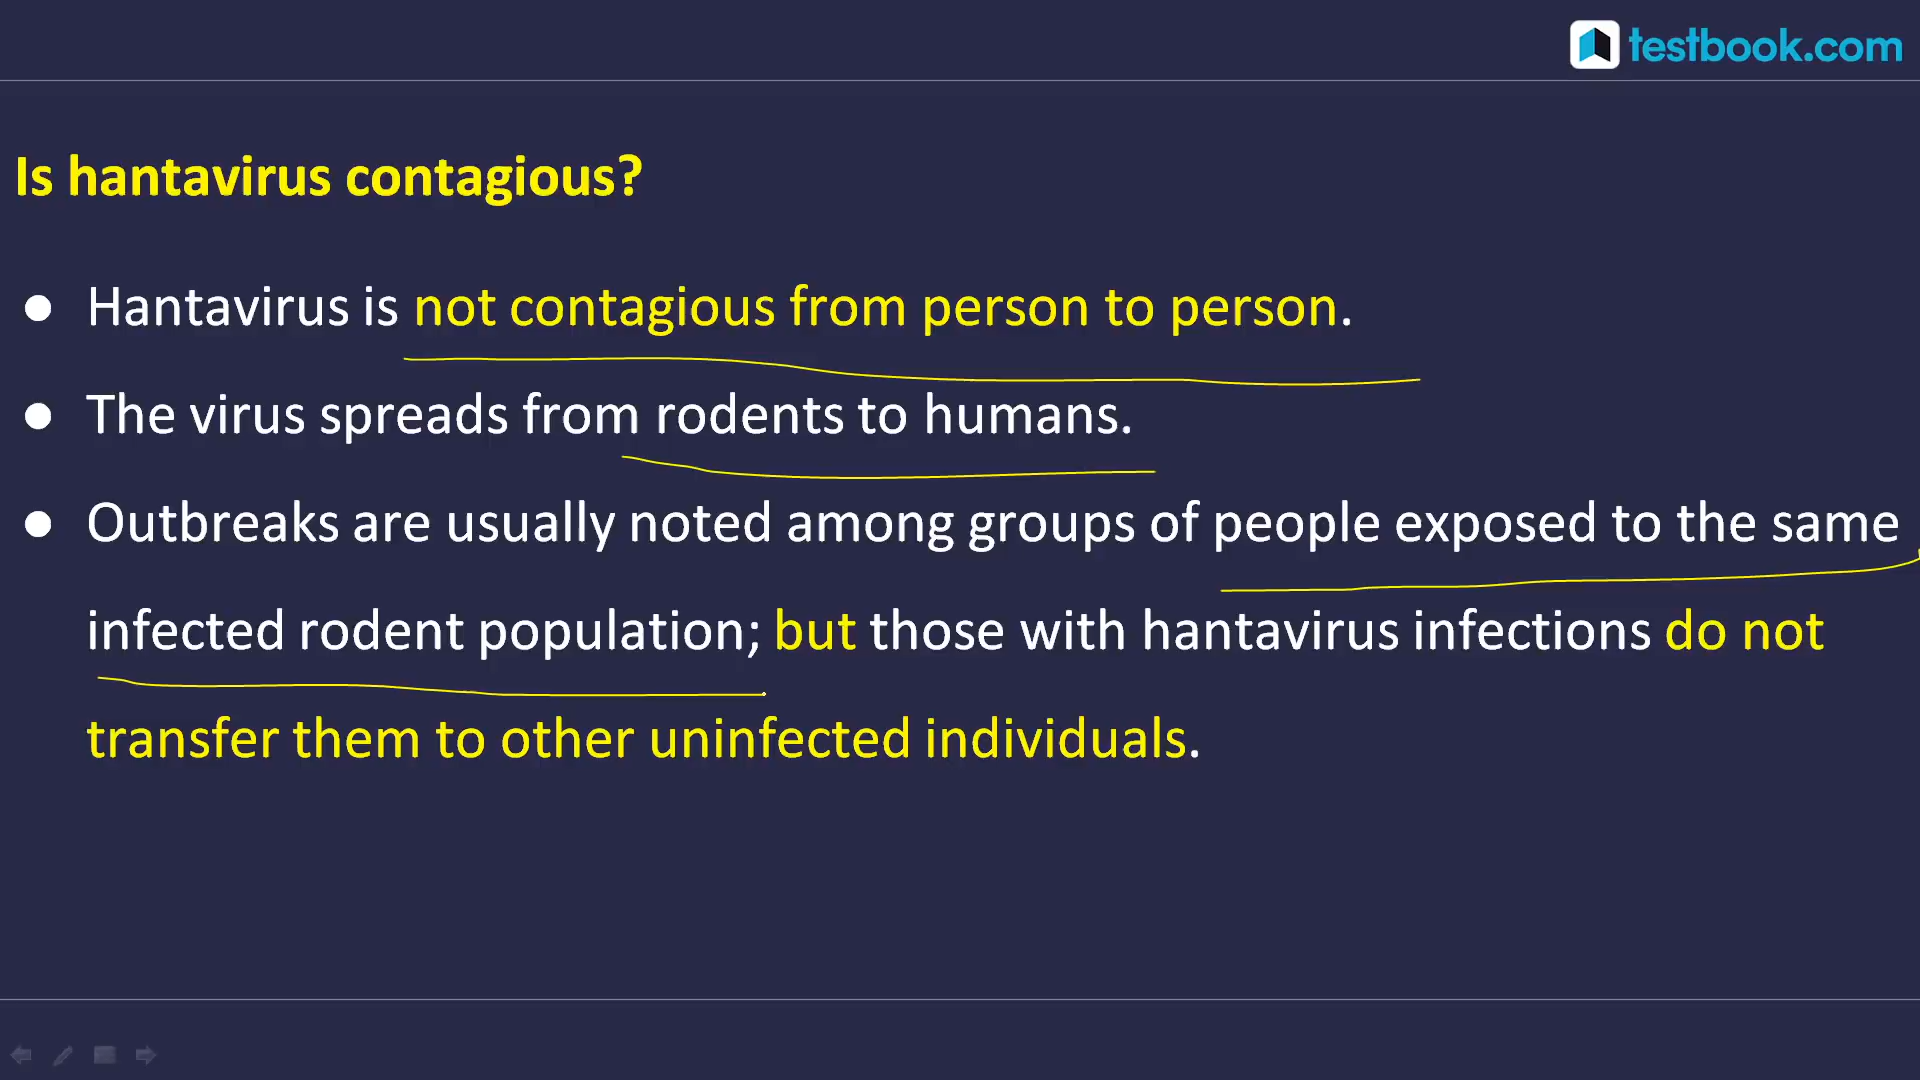 testbook.com
Is hantavirus contagious?
● Hantavirus is not contagious from person to person.
● The virus spreads from rodents to humans.
● Outbreaks are usually noted among groups of people exposed to the same
infected rodent population; but those with hantavirus infections do not
transfer them to other uninfected individuals.